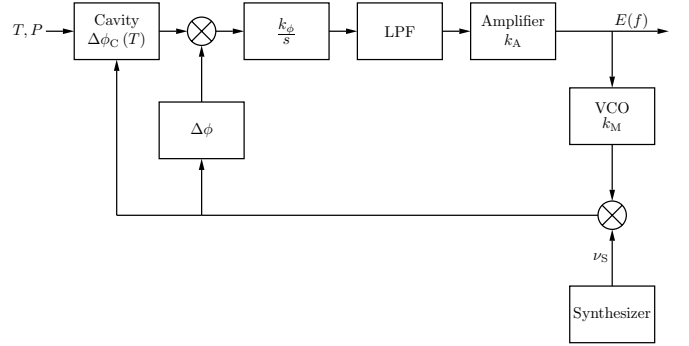 T, P
Cavity
Δϕ_C (T)
k_ϕ
s
LPF
Amplifier
k_A
E(f)
Δϕ
VCO
k_M
ν_S
Synthesizer